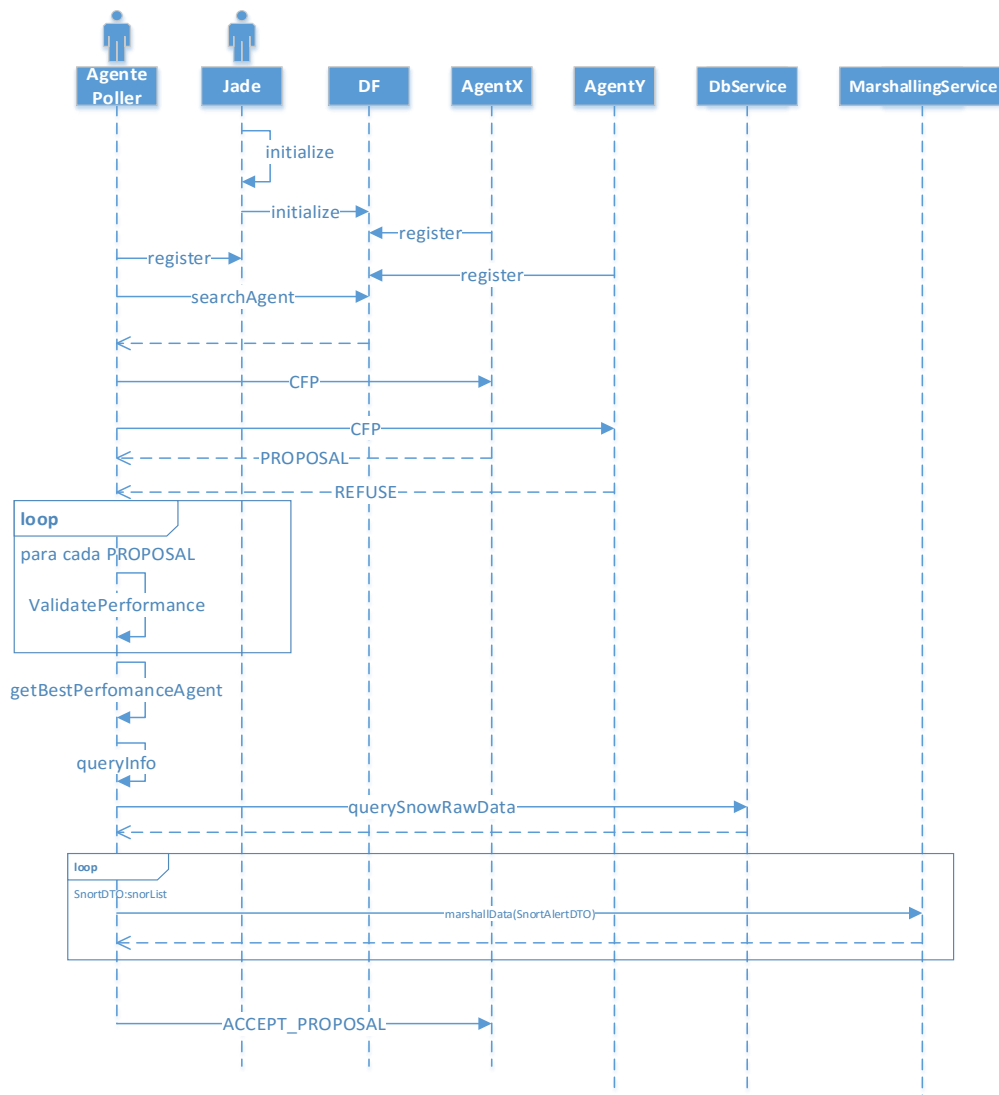 Agente
Poller
Jade
DF
AgentX
AgentY
DbService
MarshallingService
initialize
initialize
register
register
register
searchAgent
CFP
CFP
PROPOSAL
REFUSE
loop
para cada PROPOSAL
ValidatePerformance
getBestPerfomanceAgent
queryInfo
querySnowRawData
loop
SnortDTO:snorList
marshallData(SnortAlertDTO)
ACCEPT_PROPOSAL